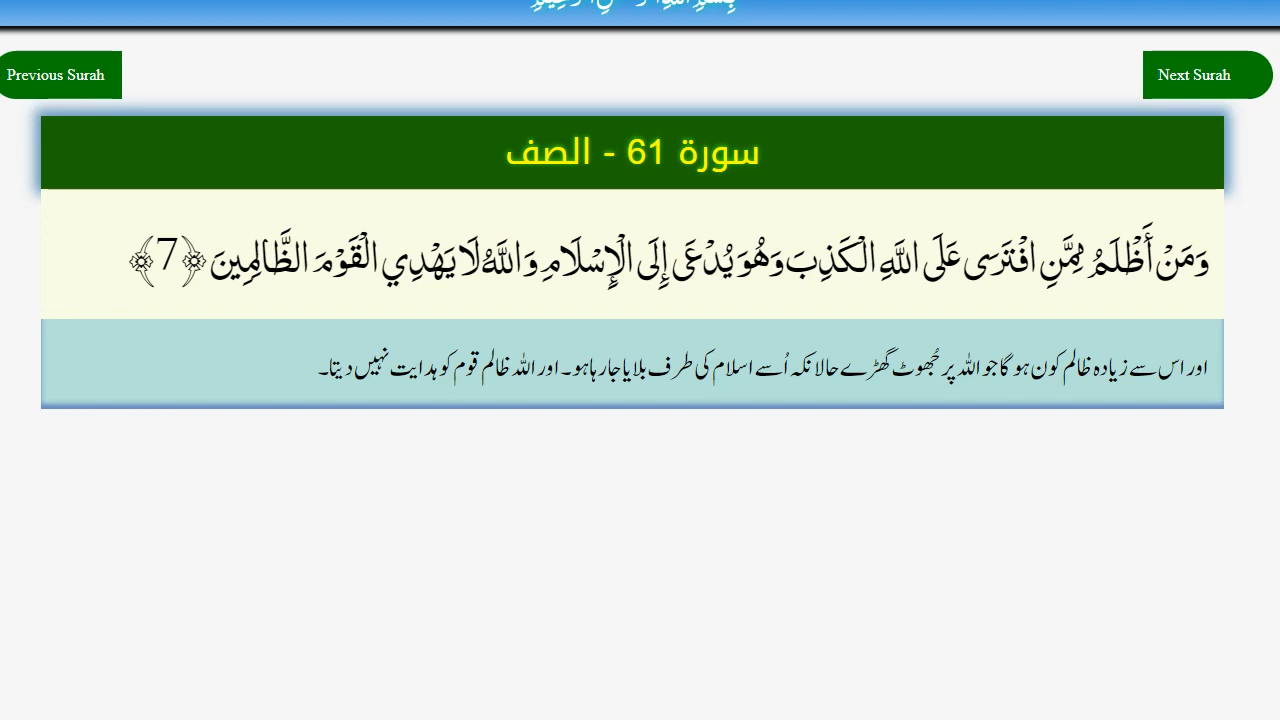 Previous Surah
Next Surah
سورة 61 - الصف
وَمَنْ أَظْلَمُ مِمَّنِ افْتَرَى عَلَى اللَّهِ الْكَذِبَ وَهُوَ يُدْعَى إِلَى الْإِسْلَامِ وَاللَّهُ لَا يَهْدِي الْقَوْمَ الظَّالِمِينَ ﴿7﴾
اور اس سے زیادہ ظالم کون ہو گا جو اللہ پر جُھوٹ گھڑے حالانکہ اُسے اسلام کی طرف بلایا جا رہا ہو۔ اور اللہ ظالم قوم کو ہدایت نہیں دیتا۔